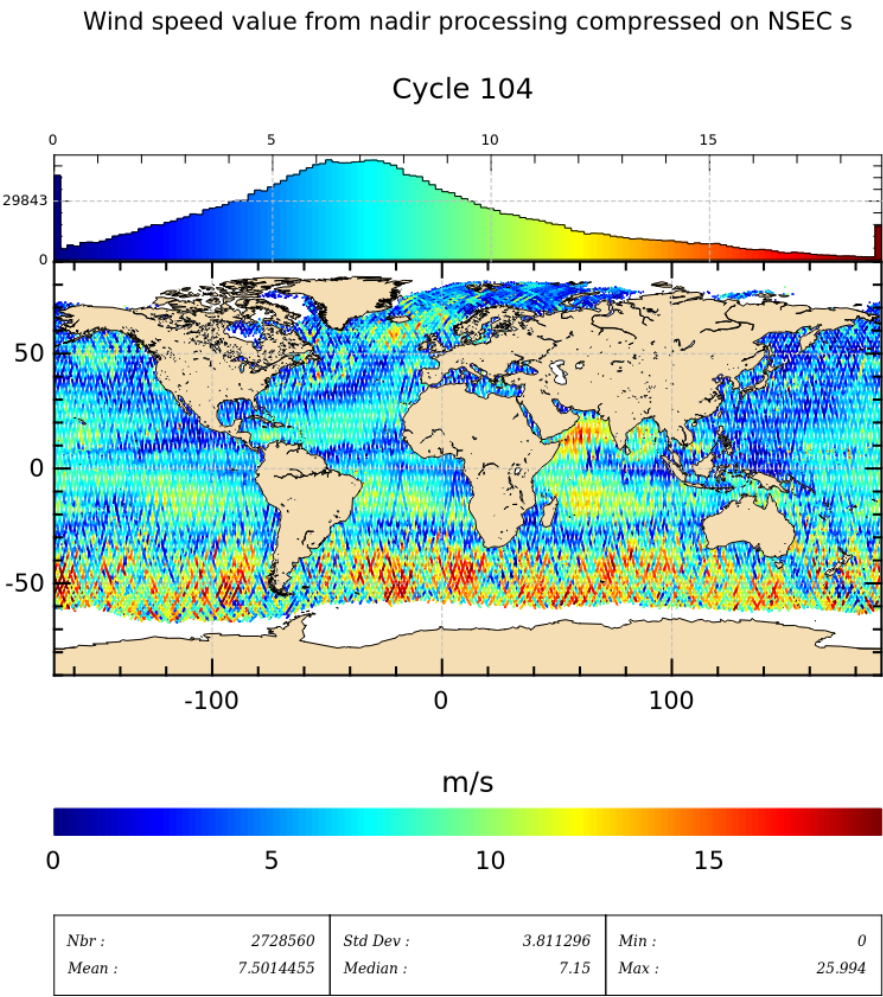 Wind speed value from nadir processing compressed on NSEC s
Cycle 104
0 5 10 15
29843
0
50
0
-50
-100 0 100
m/s
0 5 10 15
Nbr : 2728560 Std Dev : 3.811296 Min : 0
Mean : 7.5014455 Median : 7.15 Max : 25.994